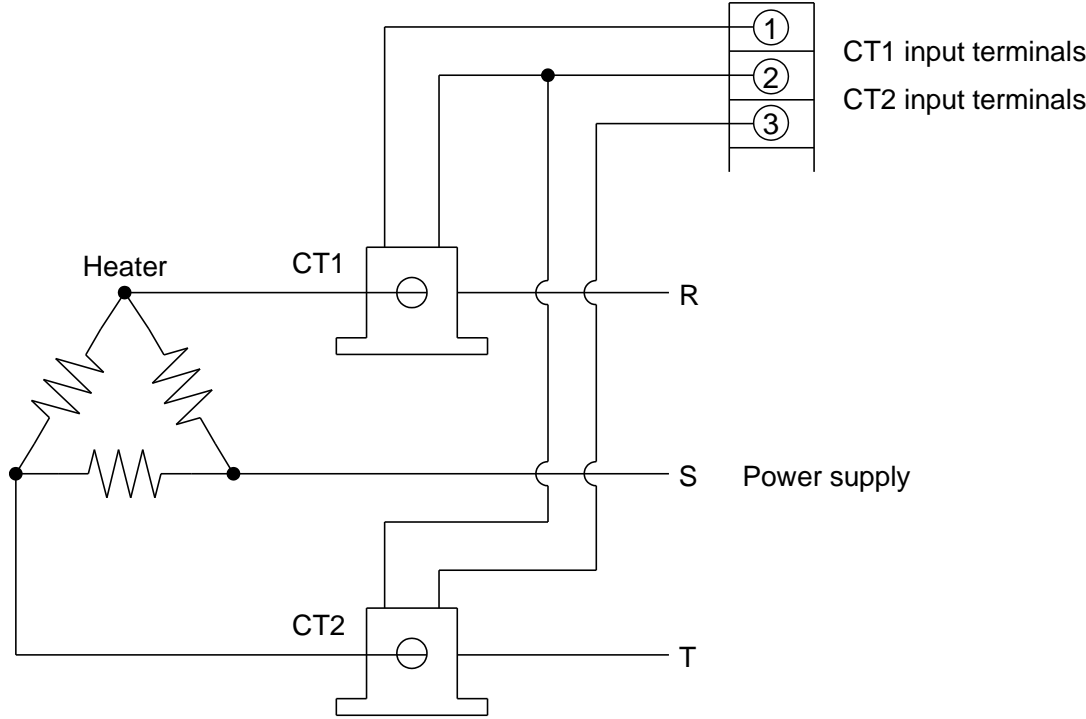 1
CT1 input terminals
2
CT2 input terminals
3
Heater
CT1
R
S
Power supply
CT2
T